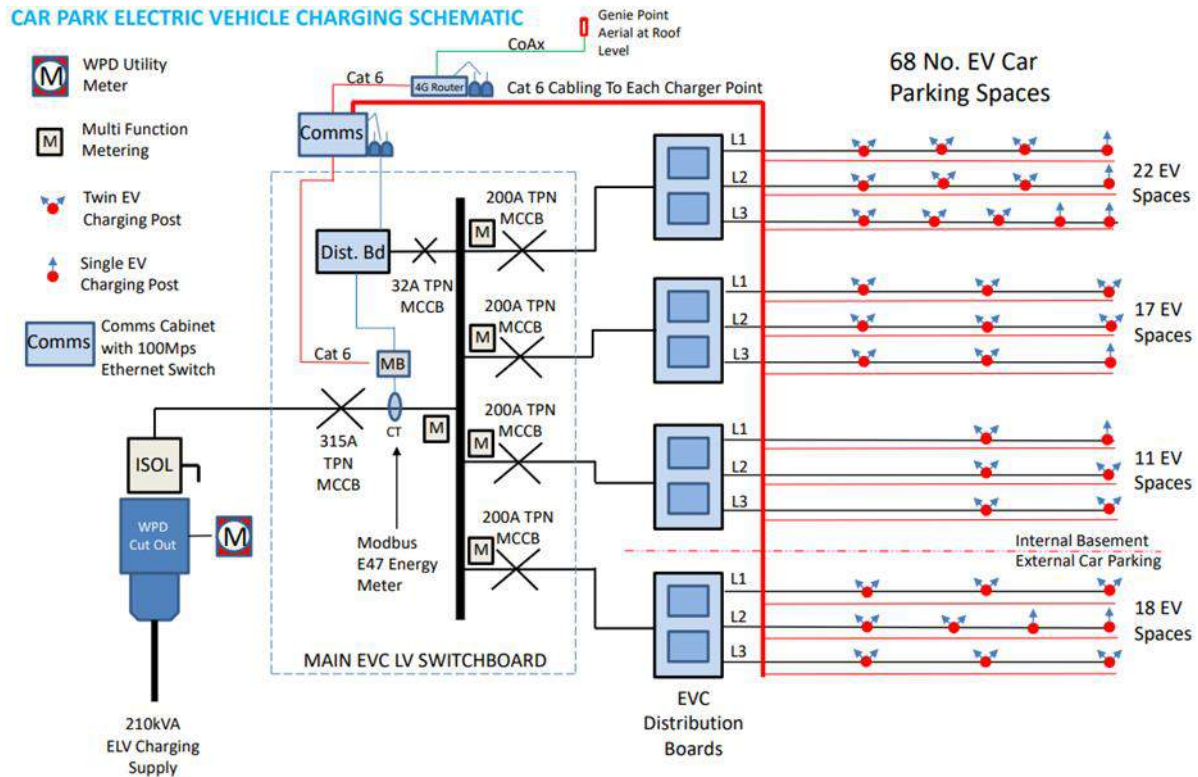 CAR PARK ELECTRIC VEHICLE CHARGING SCHEMATIC
WPD Utility
Meter
M
Multi Function
Metering
M
Twin EV
Charging Post
Single EV
Charging Post
Comms
Comms Cabinet
with 100Mps
Ethernet Switch
Genie Point
Aerial at Roof
Level
CoAx
Cat 6
4G Router
Cat 6 Cabling To Each Charger Point
68 No. EV Car
Parking Spaces
Comms
Dist. Bd
32A TPN
MCCB
Cat 6
MB
CT
M
315A
TPN
MCCB
Modbus
E47 Energy
Meter
200A TPN
MCCB
M
200A TPN
MCCB
M
200A TPN
MCCB
M
200A TPN
MCCB
M
MAIN EVC LV SWITCHBOARD
ISOL
WPD
Cut Out
M
210kVA
ELV Charging
Supply
L1
L2
L3
22 EV
Spaces
L1
L2
L3
17 EV
Spaces
L1
L2
L3
11 EV
Spaces
Internal Basement
External Car Parking
L1
L2
L3
18 EV
Spaces
EVC
Distribution
Boards